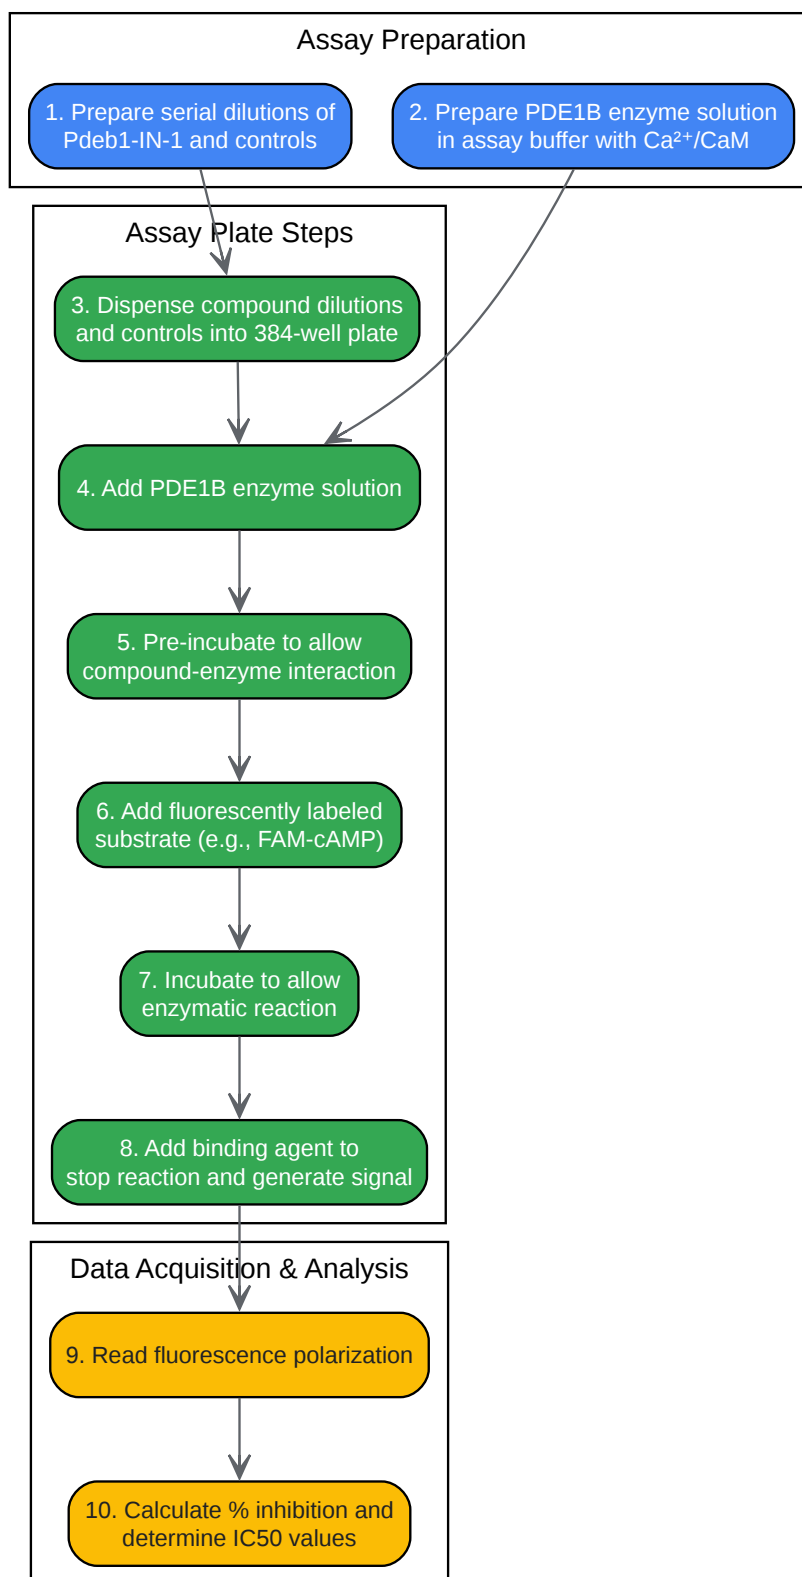 Assay Preparation
1. Prepare serial dilutions of
Pdeb1-IN-1 and controls
2. Prepare PDE1B enzyme solution
in assay buffer with Ca²⁺/CaM
Assay Plate Steps
3. Dispense compound dilutions
and controls into 384-well plate
4. Add PDE1B enzyme solution
5. Pre-incubate to allow
compound-enzyme interaction
6. Add fluorescently labeled
substrate (e.g., FAM-cAMP)
7. Incubate to allow
enzymatic reaction
8. Add binding agent to
stop reaction and generate signal
Data Acquisition & Analysis
9. Read fluorescence polarization
10. Calculate % inhibition and
determine IC50 values